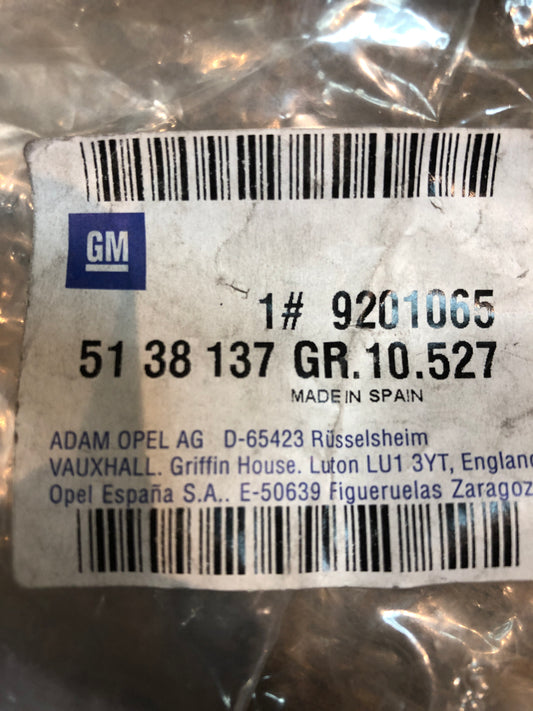 GM
1# 9201065
51 38 137 GR.10.527
MADE IN SPAIN
ADAM OPEL AG D-65423 Rüsselsheim
VAUXHALL. Griffin House. Luton LU1 3YT, England
Opel España S.A.. E-50639 Figueruelas Zaragoz